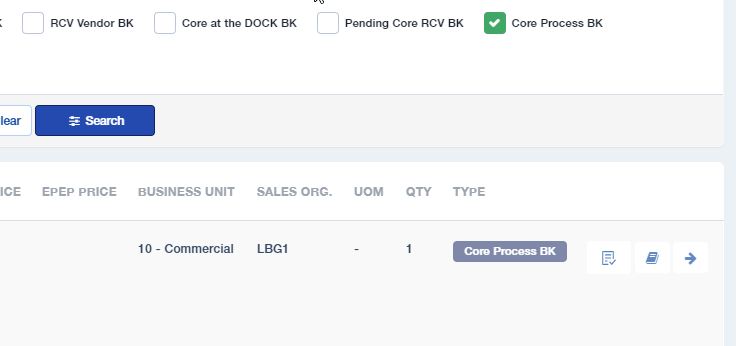 RCV Vendor BK Core at the DOCK BK Pending Core RCV BK Core Process BK
lear Search
ICE EPEP PRICE BUSINESS UNIT SALES ORG. UOM QTY TYPE
10 - Commercial LBG1 - 1 Core Process BK